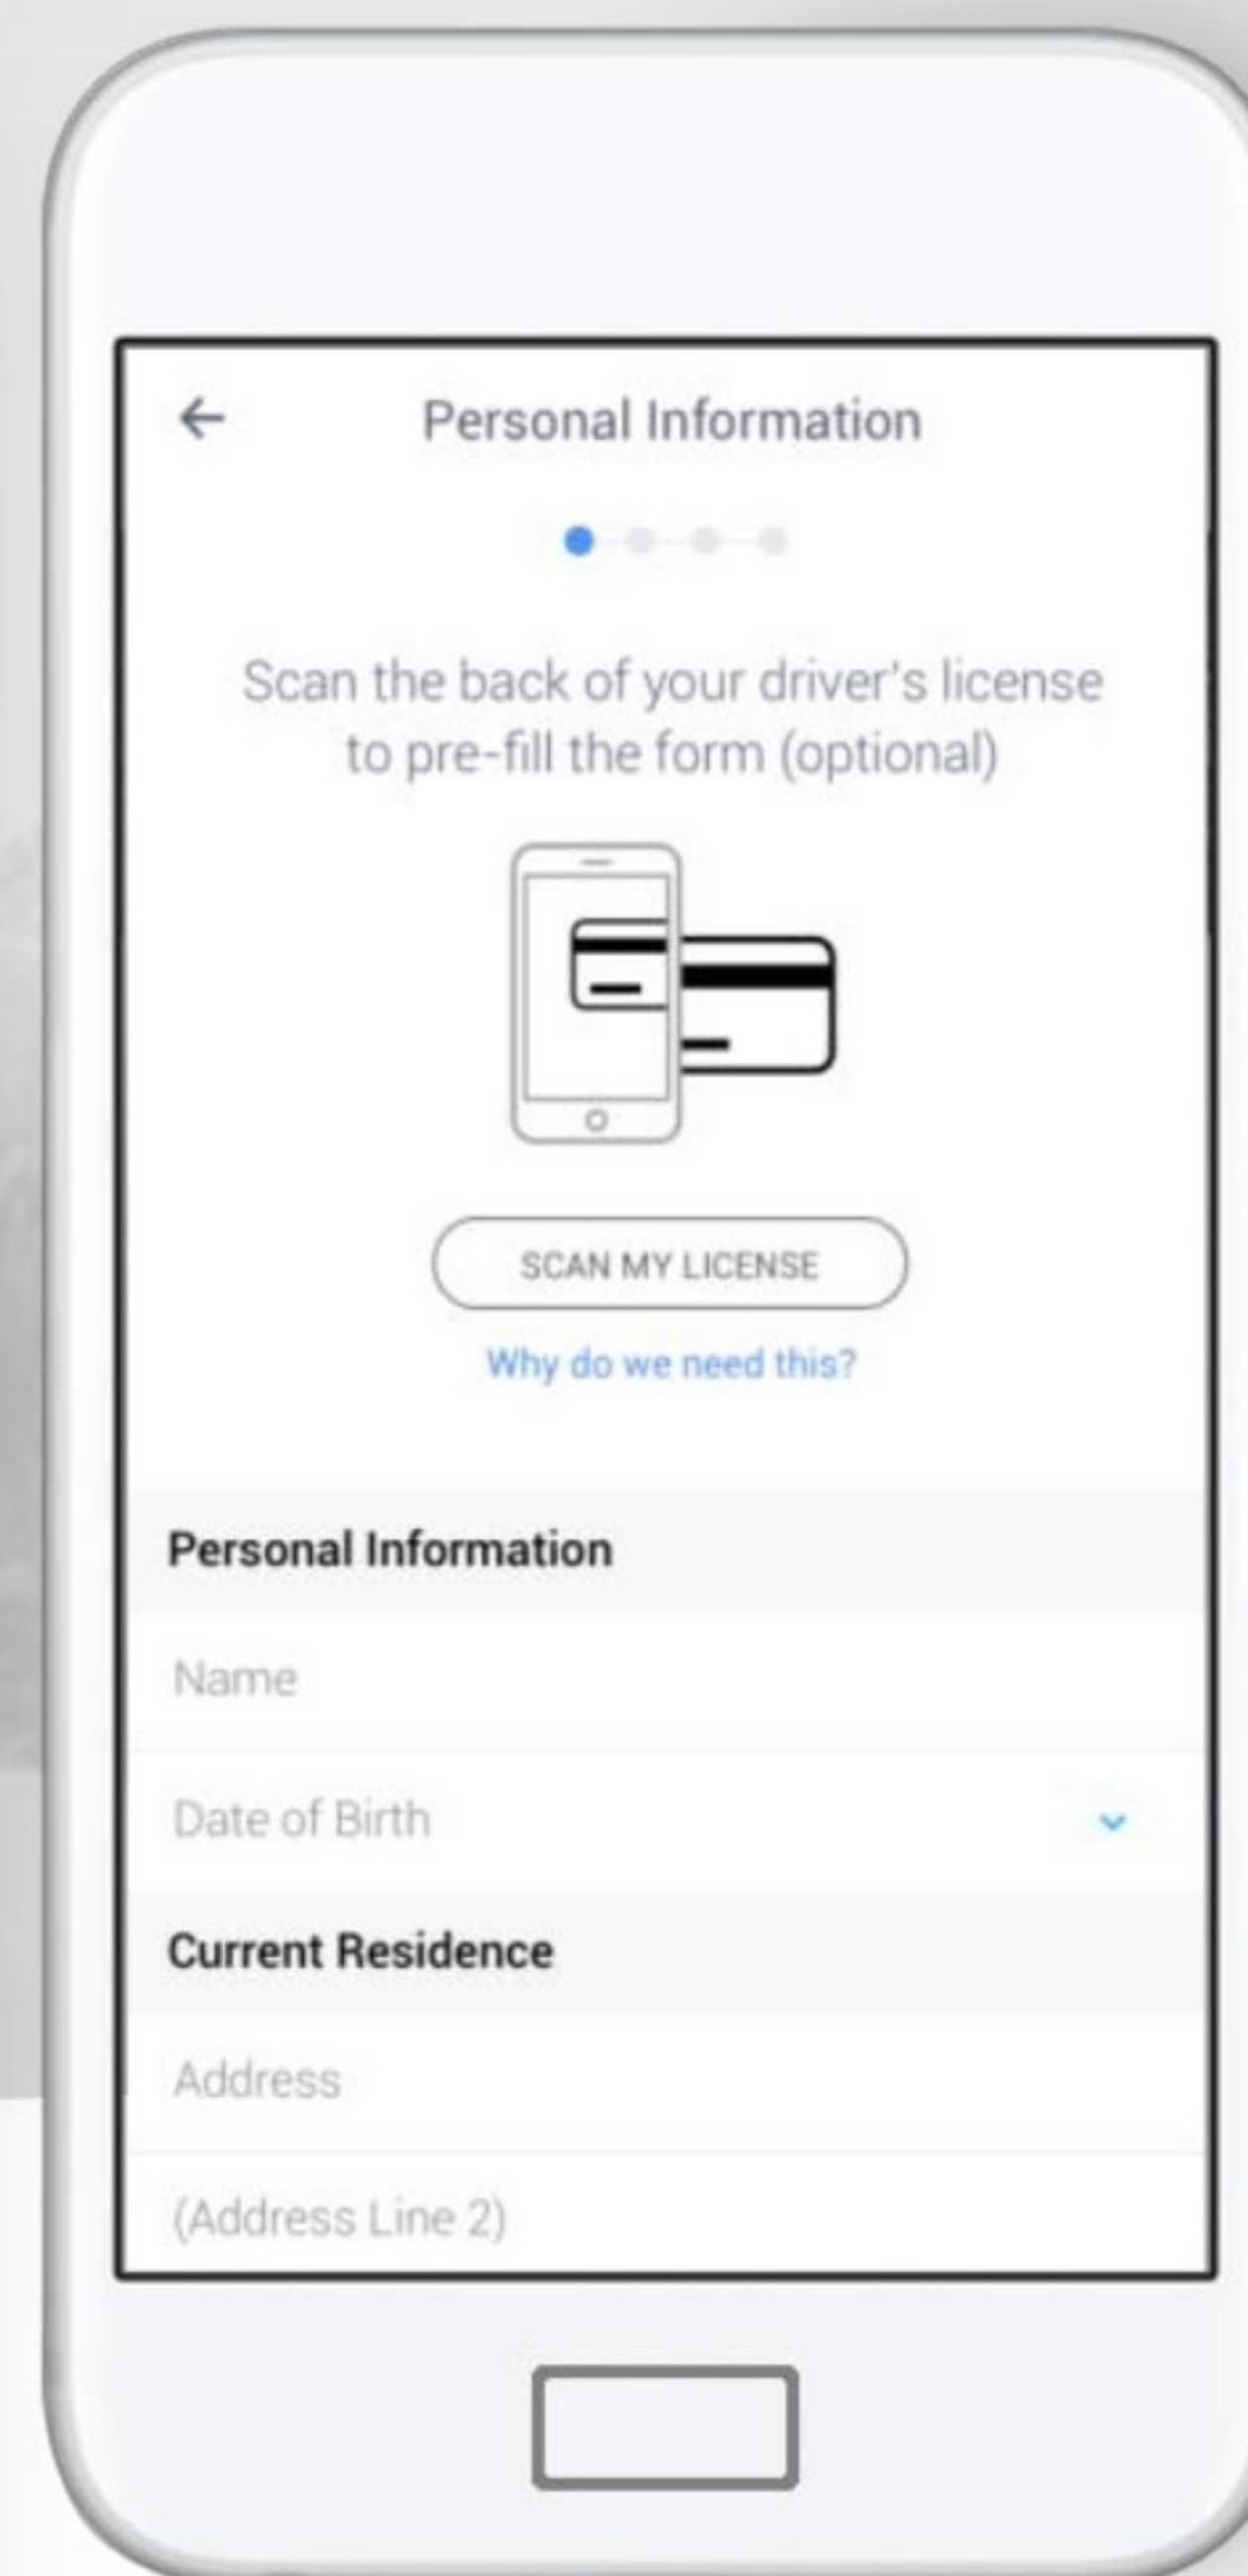 Personal Information
Scan the back of your driver's license
to pre-fill the form (optional)
SCAN MY LICENSE
Why do we need this?
Personal Information
Name
Date of Birth
Current Residence
Address
(Address Line 2)